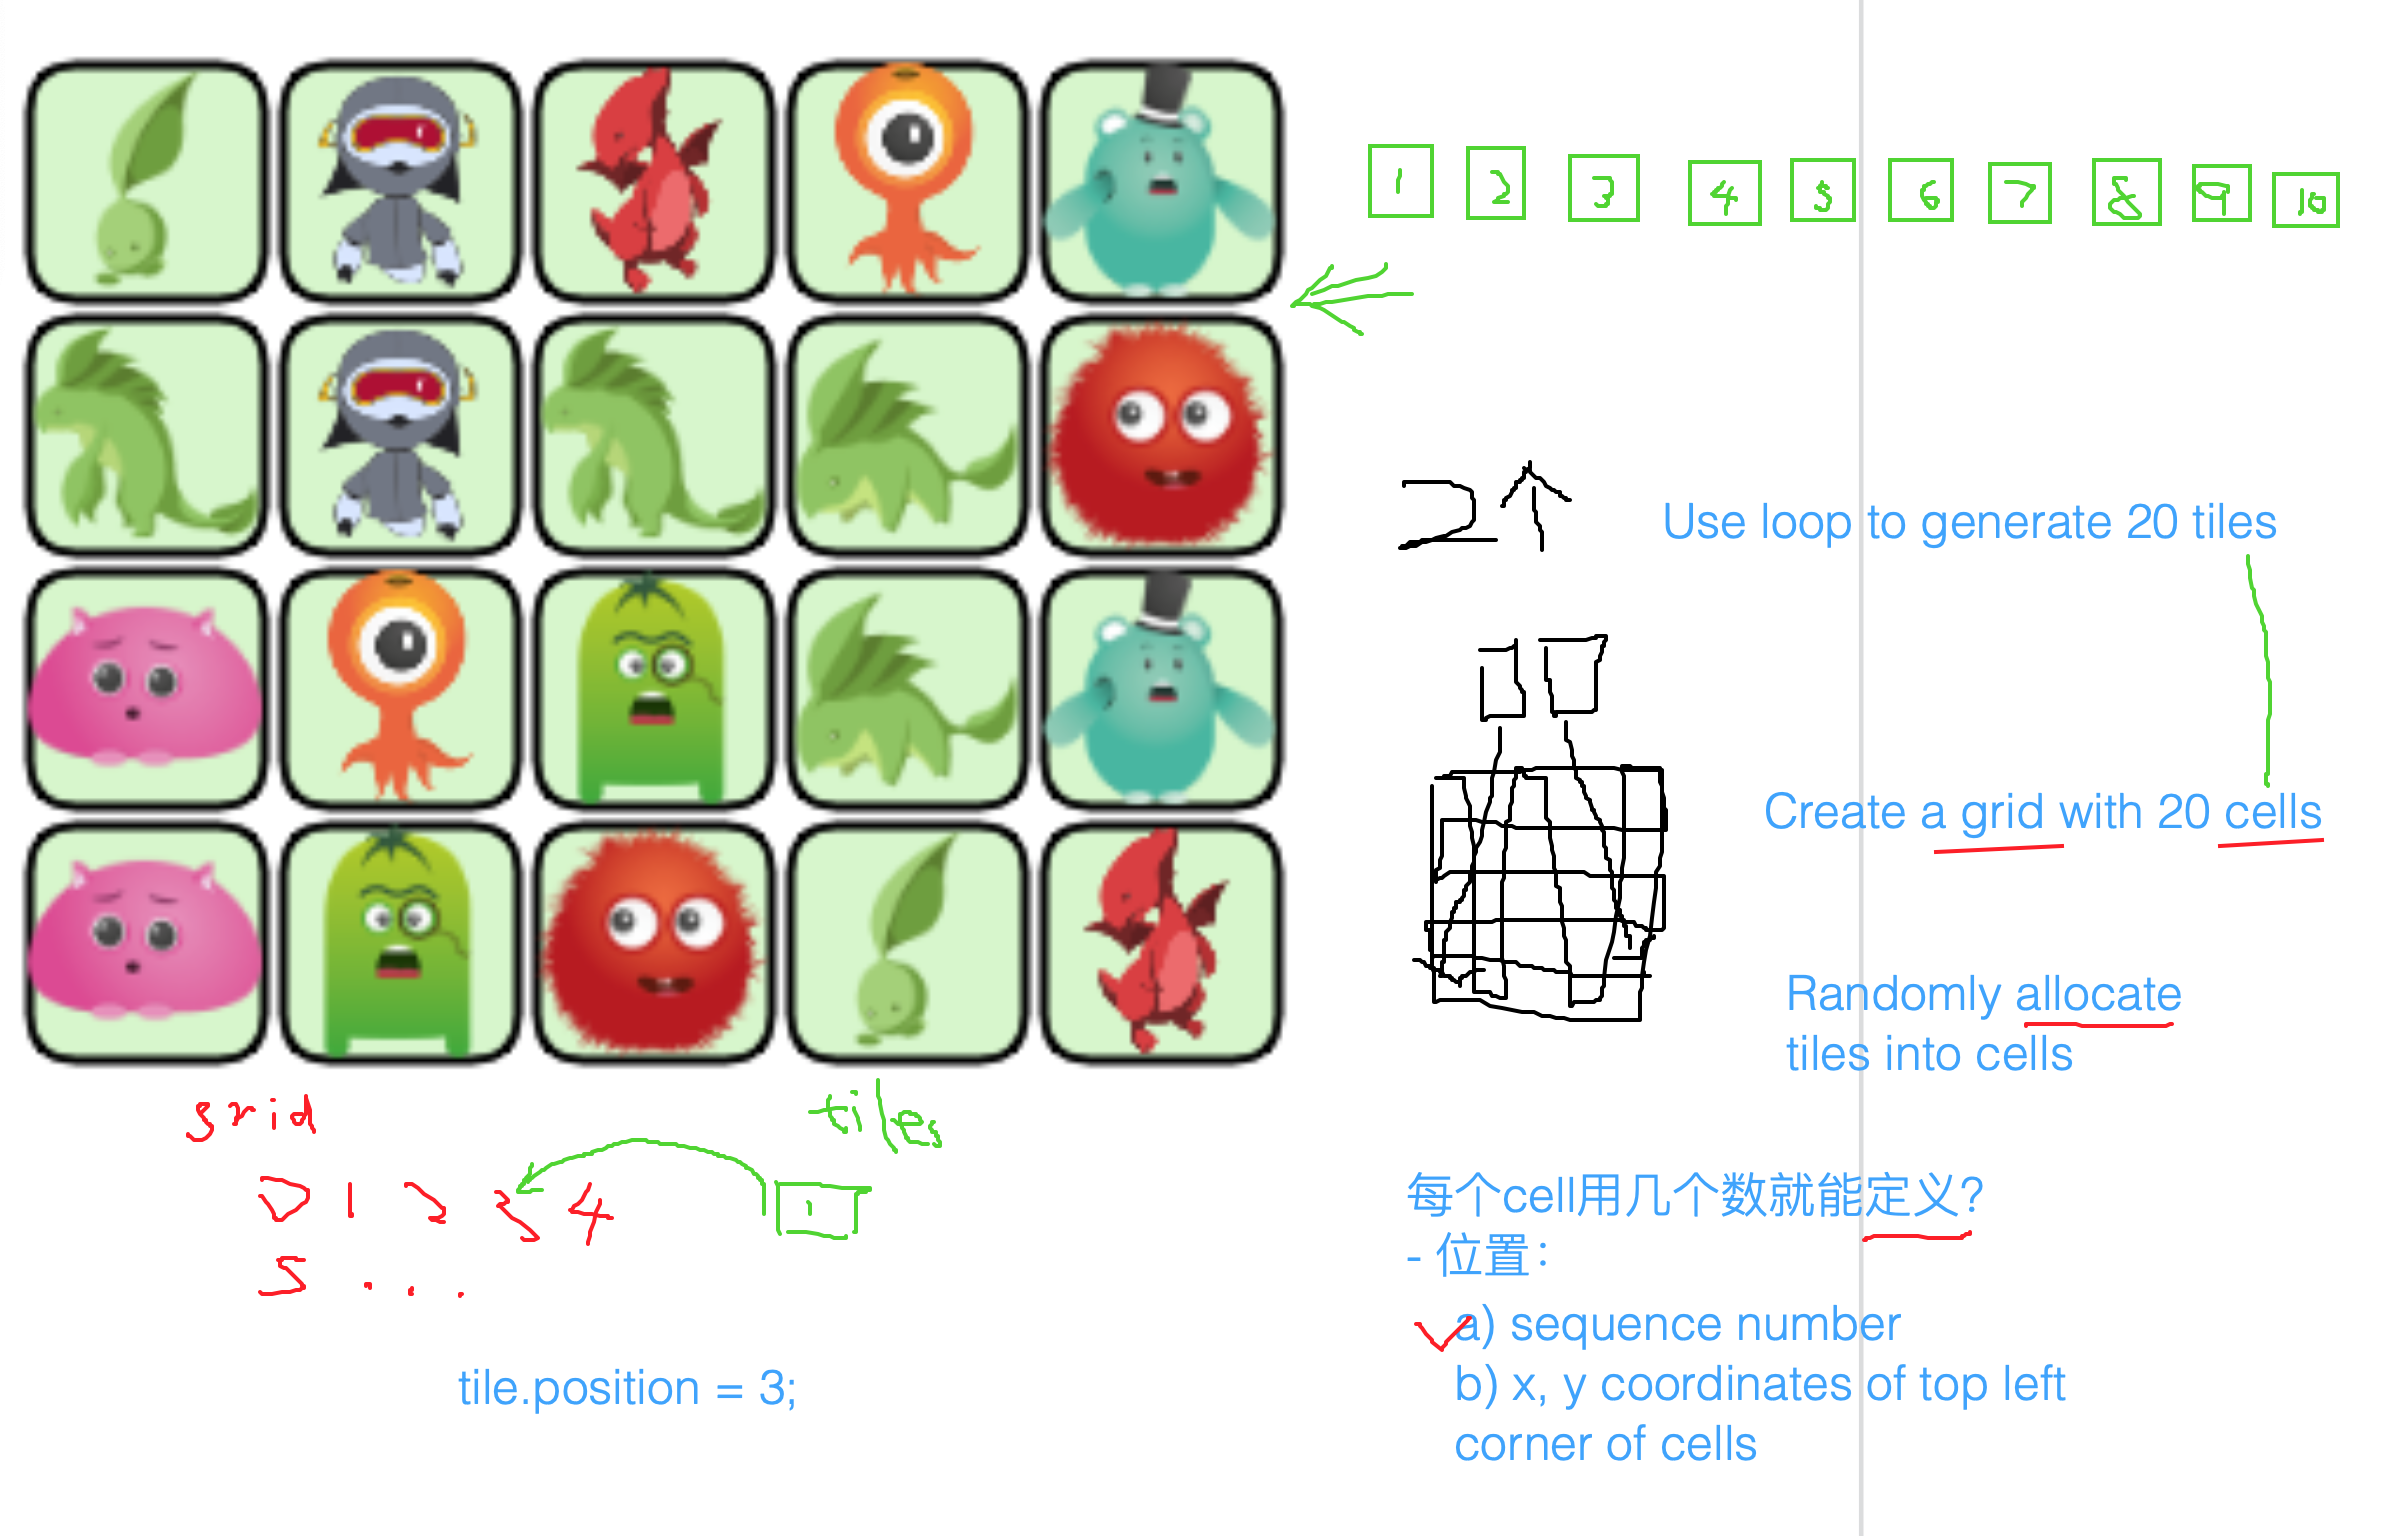 1 2 3 4 5 6 7 8 9 10
2个
Use loop to generate 20 tiles
Create a grid with 20 cells
Randomly allocate
tiles into cells
grid
tiles
0 1 2 3 4
1
5 ...
tile.position = 3;
每个cell用几个数就能定义?
- 位置：
a) sequence number
b) x, y coordinates of top left
corner of cells